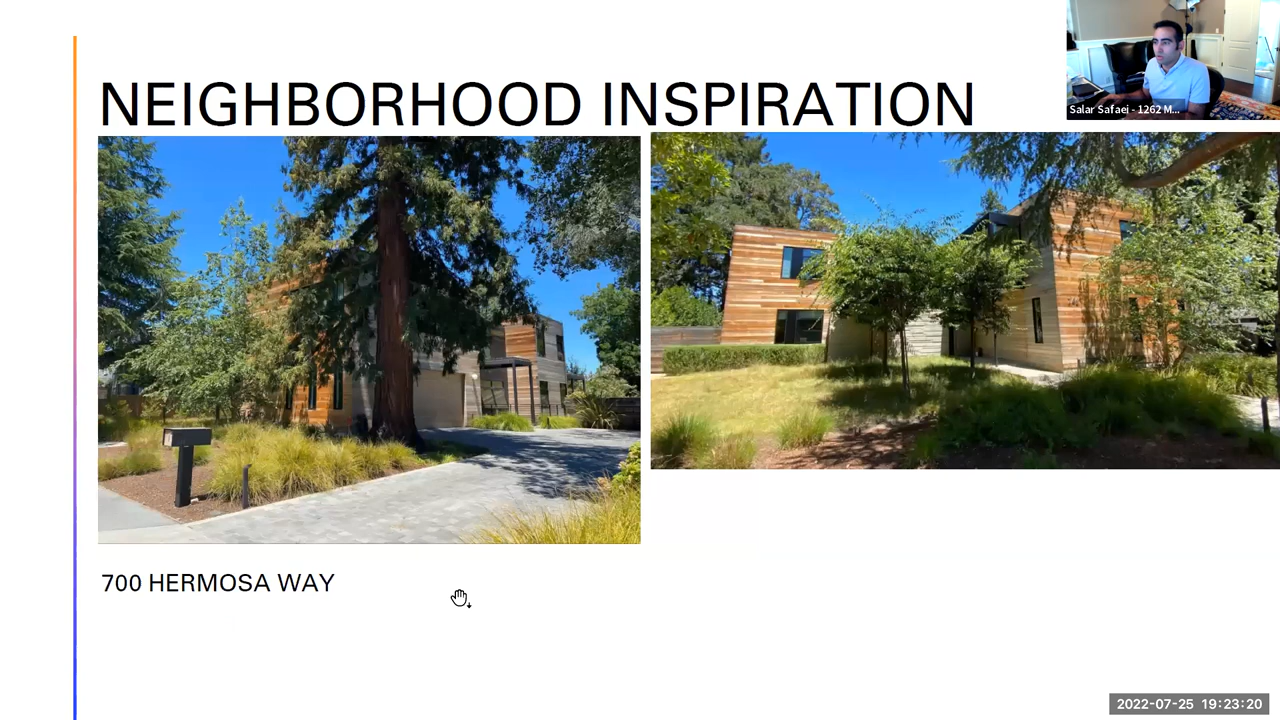 NEIGHBORHOOD INSPIRATION
Salar Safaei - 1262 M...
700 HERMOSA WAY
2022-07-25 19:23:20